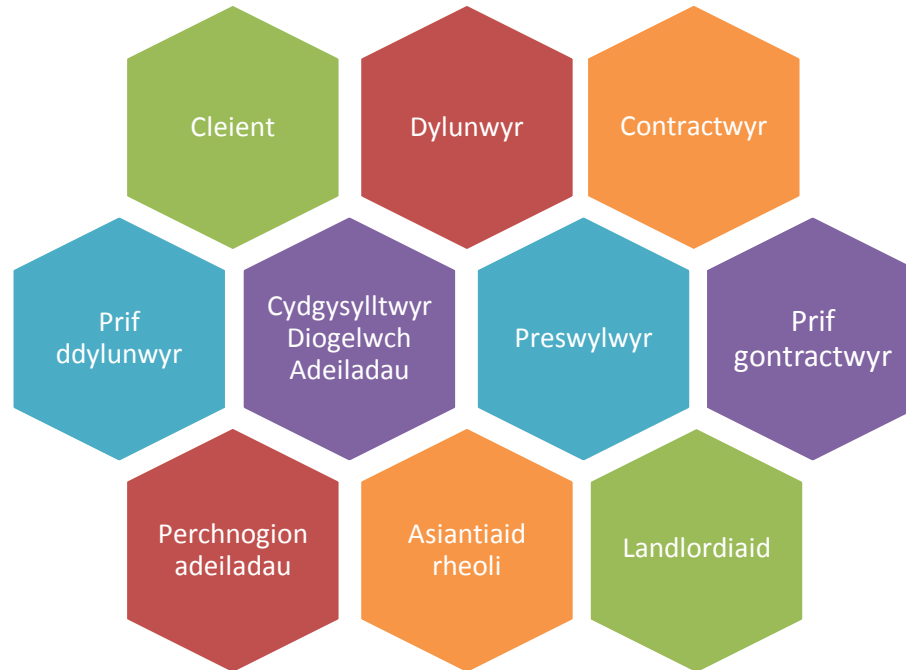 Cleient
Dylunwyr
Contractwyr
Prif
ddylunwyr
Cydgysylltwyr
Diogelwch
Adeiladau
Preswylwyr
Prif
gontractwyr
Perchnogion
adeiladau
Asiantiaid
rheoli
Landlordiaid